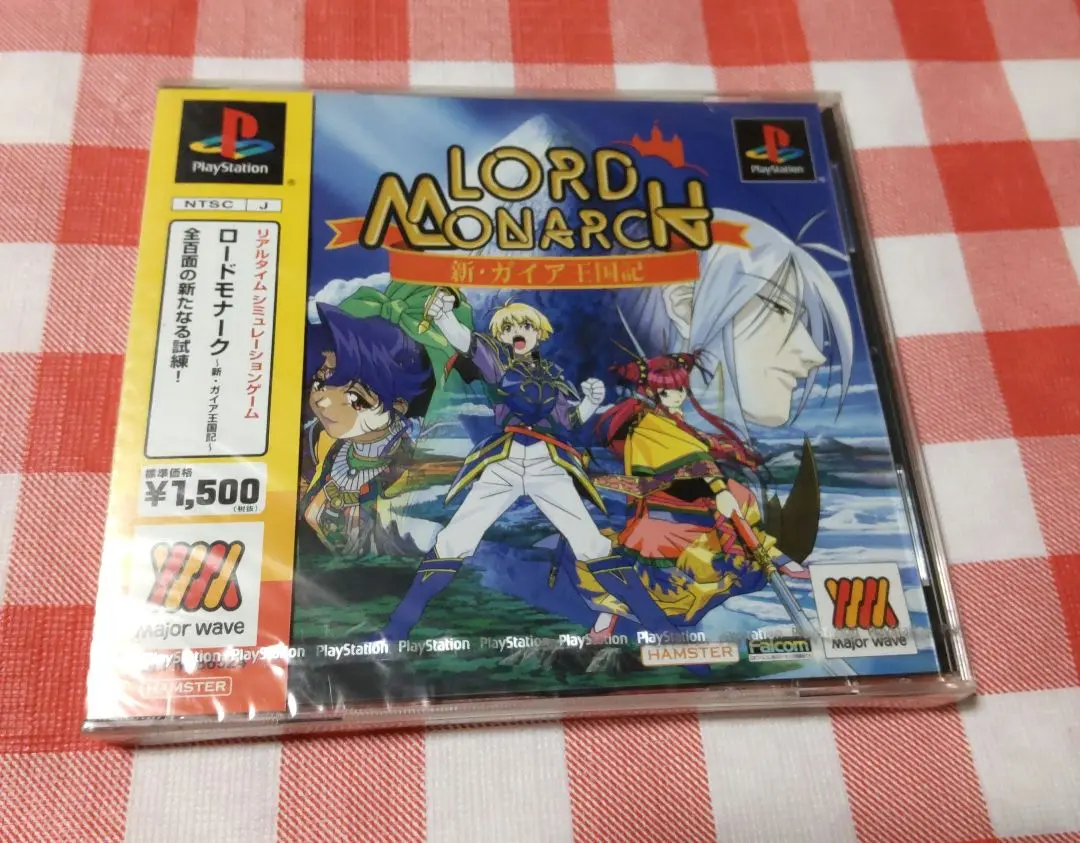 PlayStation
NTSC J
リアルタイム シミュレーションゲーム
ロードモナーク
～新・ガイア王国記～
全百面の新たなる試練!
標準価格
¥1,500
(税抜)
major wave
HAMSTER
LORD
MONARCH
新・ガイア王国記
PlayStation
PlayStation PlayStation PlayStation PlayStation PlayStation PlayStation PlayStation
HAMSTER
Falcom
major wave